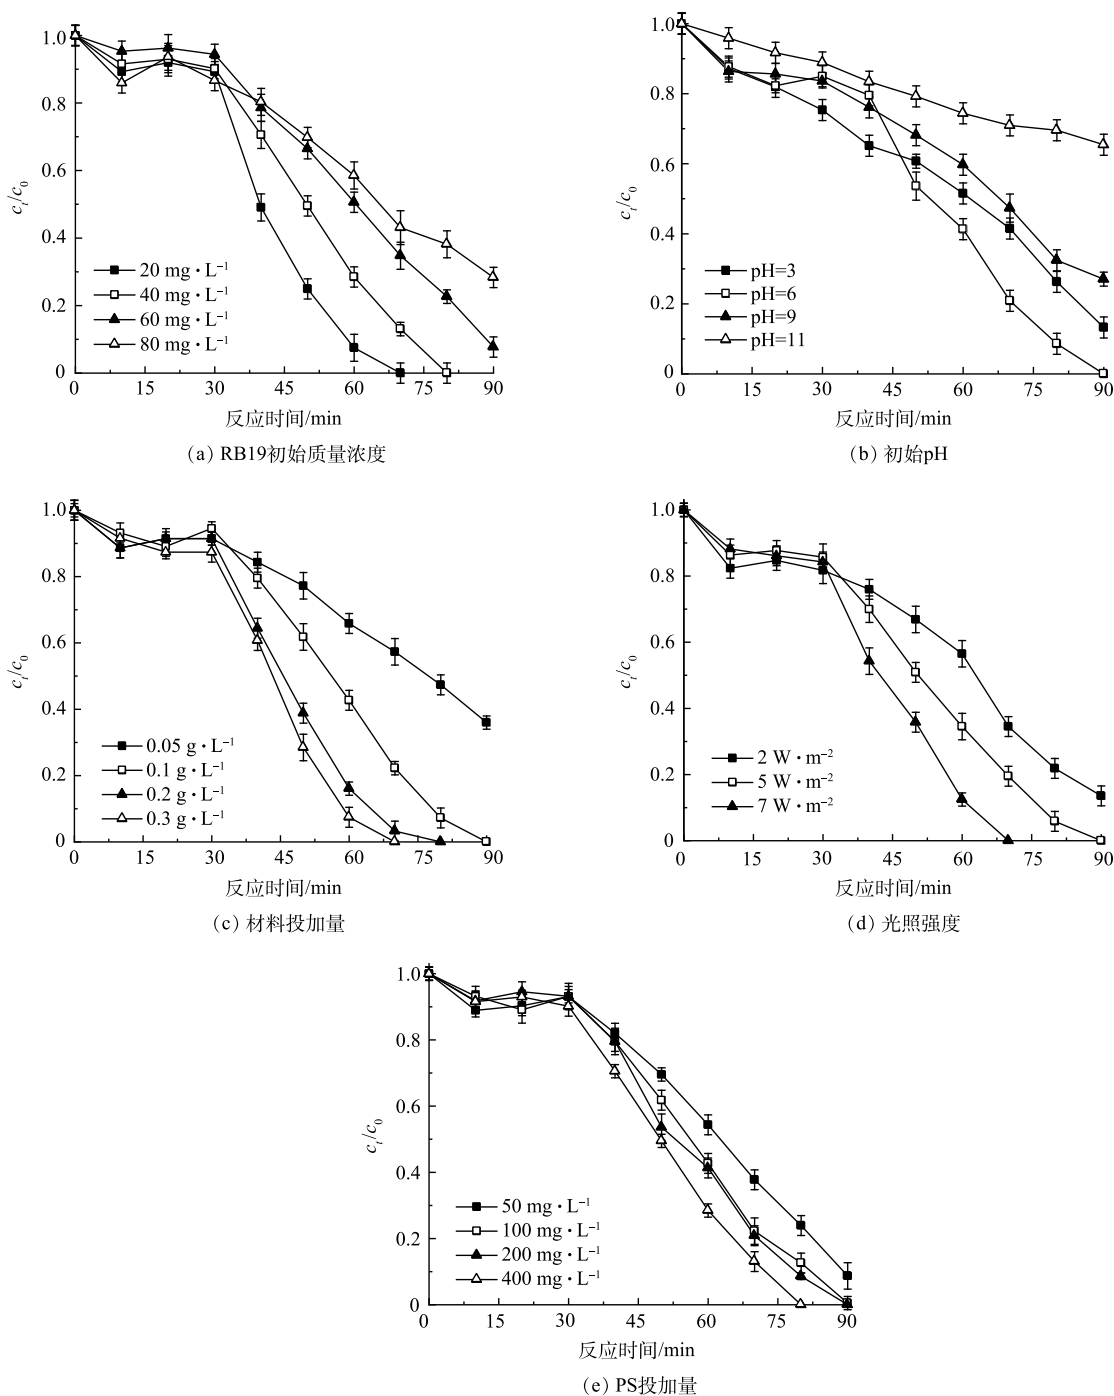 1.0
0.8
0.6
0.4
0.2
0
c_t/c_0
20 mg·L⁻¹
40 mg·L⁻¹
60 mg·L⁻¹
80 mg·L⁻¹
0 15 30 45 60 75 90
反应时间/min
(a) RB19初始质量浓度
1.0
0.8
0.6
0.4
0.2
0
c_t/c_0
pH=3
pH=6
pH=9
pH=11
0 15 30 45 60 75 90
反应时间/min
(b) 初始pH
1.0
0.8
0.6
0.4
0.2
0
c_t/c_0
0.05 g·L⁻¹
0.1 g·L⁻¹
0.2 g·L⁻¹
0.3 g·L⁻¹
0 15 30 45 60 75 90
反应时间/min
(c) 材料投加量
1.0
0.8
0.6
0.4
0.2
0
c_t/c_0
2 W·m⁻²
5 W·m⁻²
7 W·m⁻²
0 15 30 45 60 75 90
反应时间/min
(d) 光照强度
1.0
0.8
0.6
0.4
0.2
0
c_t/c_0
50 mg·L⁻¹
100 mg·L⁻¹
200 mg·L⁻¹
400 mg·L⁻¹
0 15 30 45 60 75 90
反应时间/min
(e) PS投加量